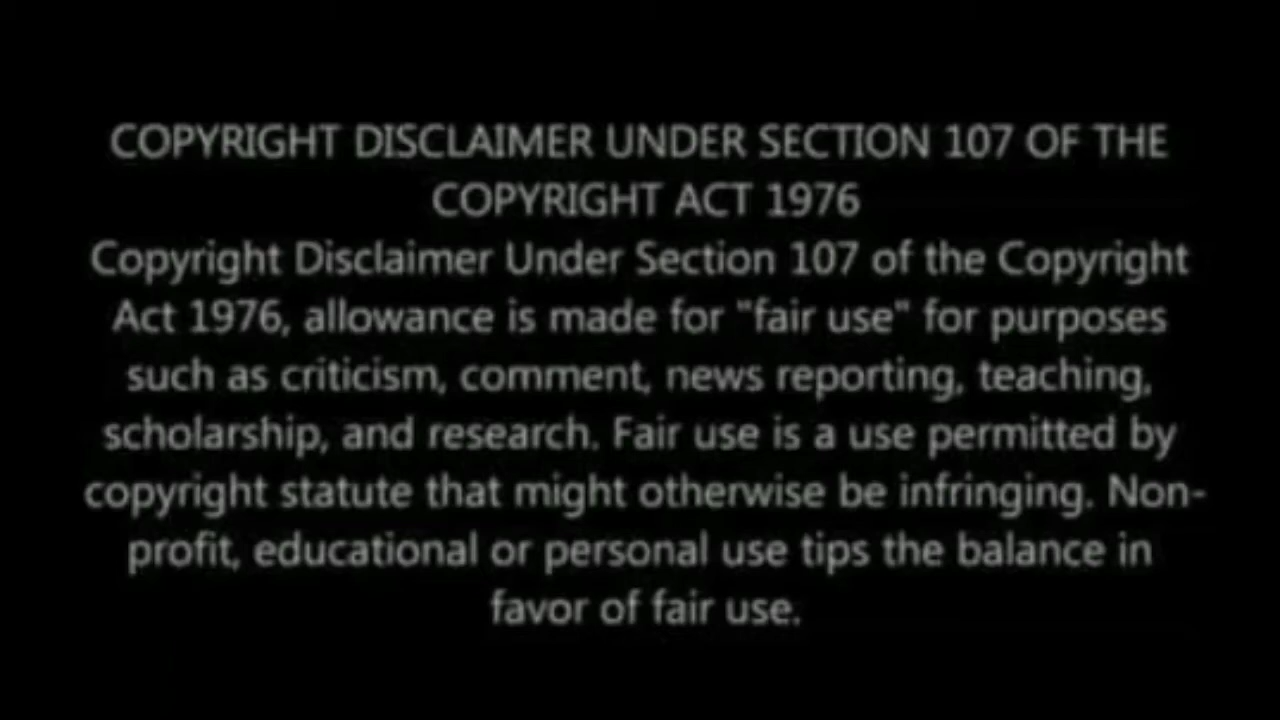 COPYRIGHT DISCLAIMER UNDER SECTION 107 OF THE
COPYRIGHT ACT 1976
Copyright Disclaimer Under Section 107 of the Copyright
Act 1976, allowance is made for "fair use" for purposes
such as criticism, comment, news reporting, teaching,
scholarship, and research. Fair use is a use permitted by
copyright statute that might otherwise be infringing. Non-
profit, educational or personal use tips the balance in
favor of fair use.